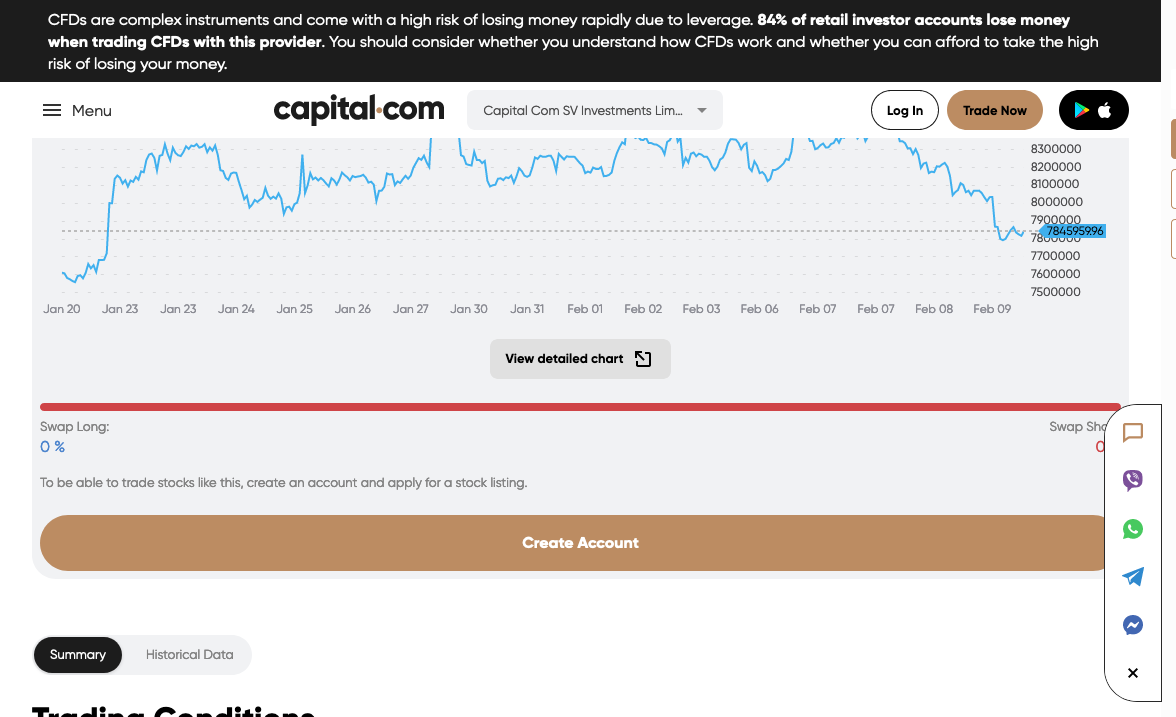 CFDs are complex instruments and come with a high risk of losing money rapidly due to leverage. 84% of retail investor accounts lose money
when trading CFDs with this provider. You should consider whether you understand how CFDs work and whether you can afford to take the high
risk of losing your money.
Menu
capital.com
Capital Com SV Investments Lim...
Log In
Trade Now
8300000
8200000
8100000
8000000
7900000
7845959.96
7800000
7700000
7600000
7500000
Jan 20 Jan 23 Jan 23 Jan 24 Jan 25 Jan 26 Jan 27 Jan 30 Jan 31 Feb 01 Feb 02 Feb 03 Feb 06 Feb 07 Feb 07 Feb 08 Feb 09
View detailed chart
Swap Long:
0 %
Swap
0
To be able to trade stocks like this, create an account and apply for a stock listing.
Create Account
Summary
Historical Data
Trading Conditions